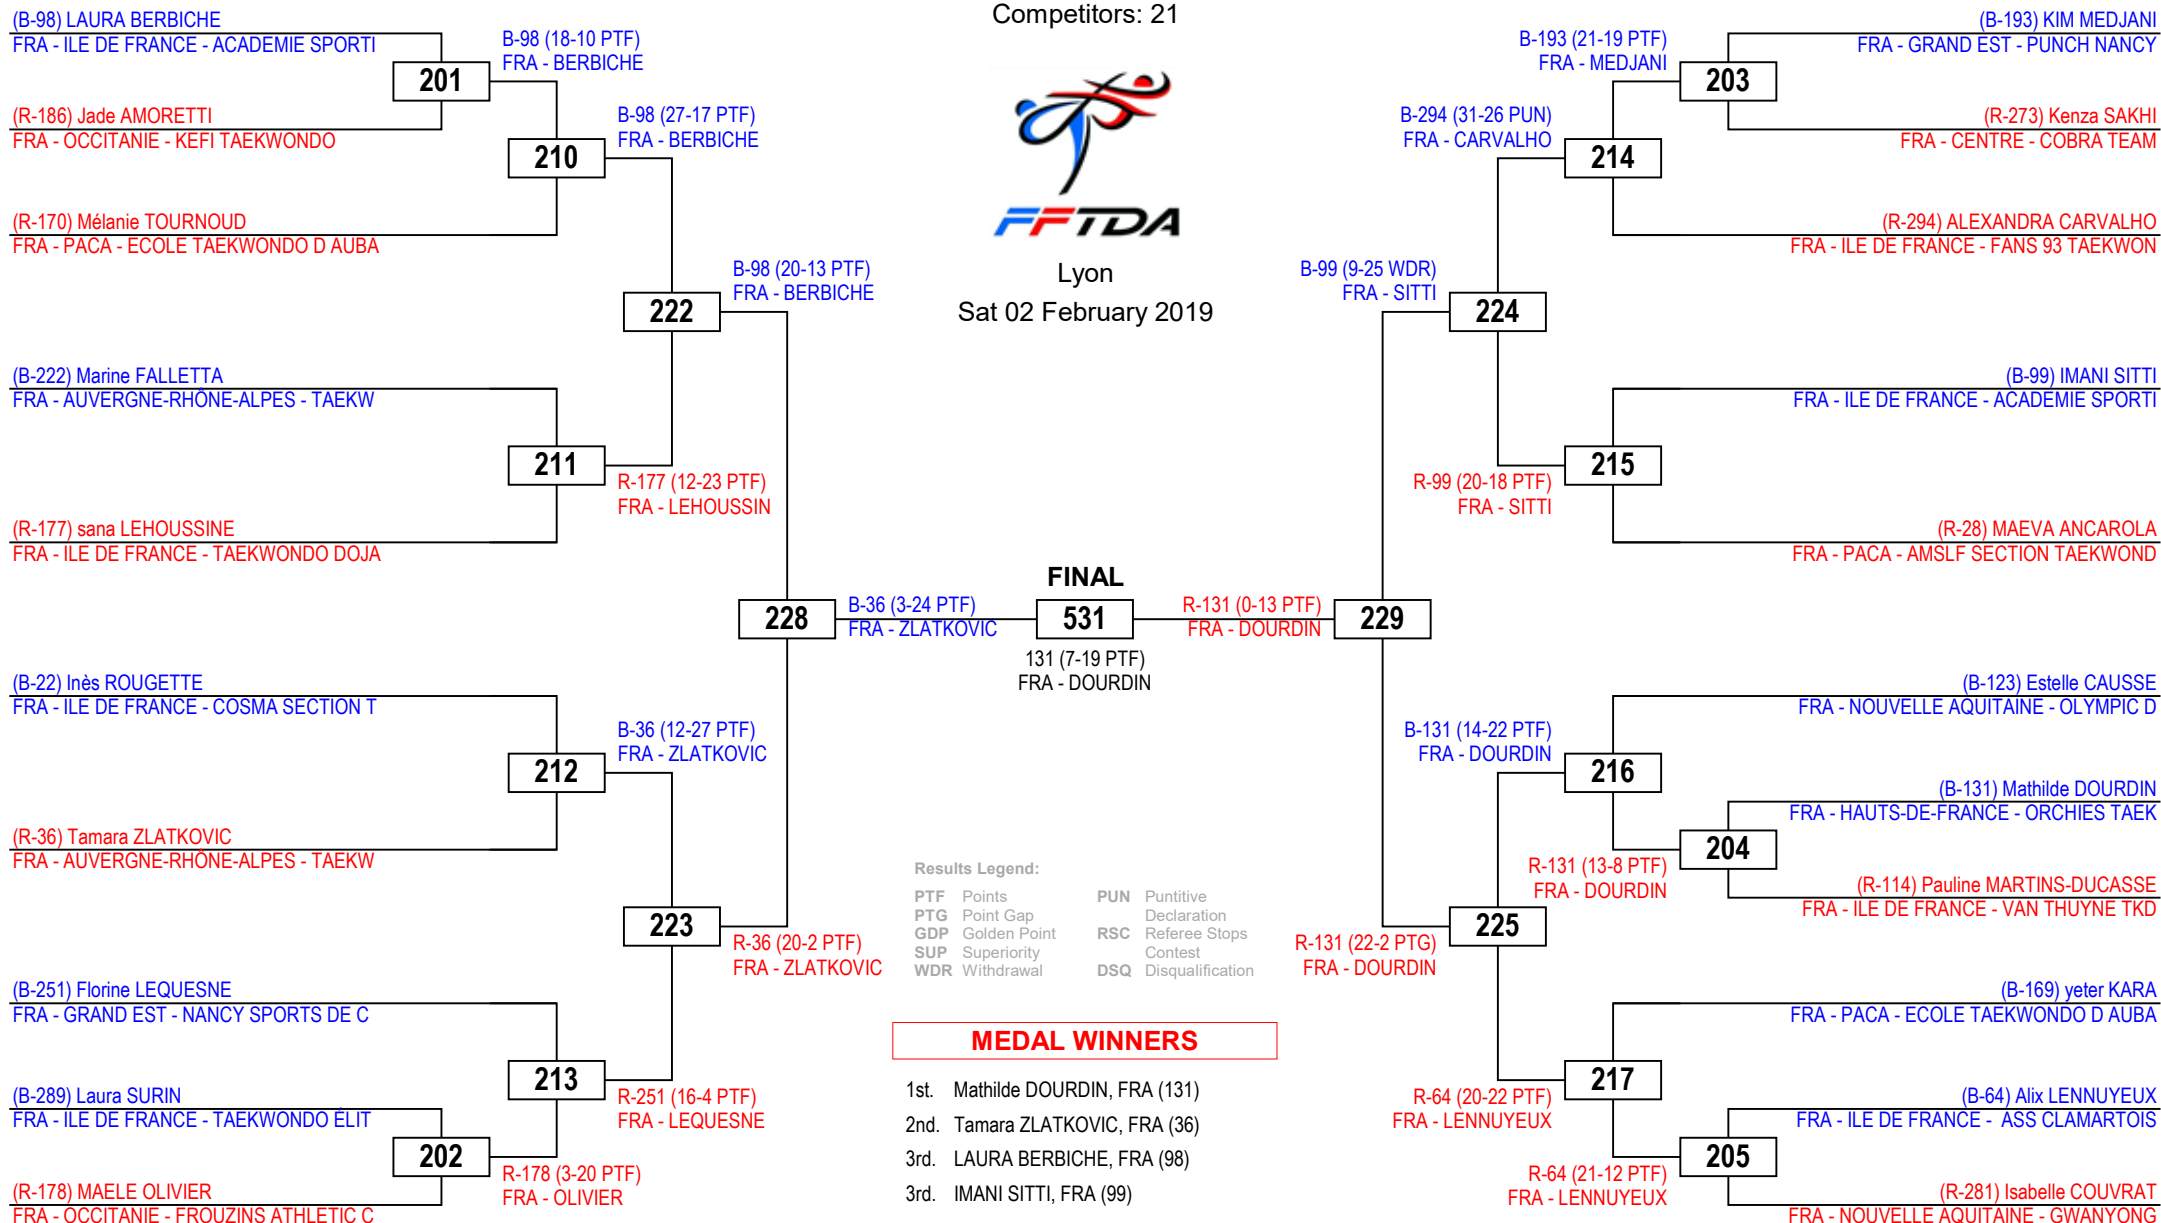 Competitors: 21
FFTDA
Lyon
Sat 02 February 2019
(B-98) LAURA BERBICHE
FRA - ILE DE FRANCE - ACADEMIE SPORTI
201
(R-186) Jade AMORETTI
FRA - OCCITANIE - KEFI TAEKWONDO
B-98 (18-10 PTF)
FRA - BERBICHE
210
(R-170) Mélanie TOURNOUD
FRA - PACA - ECOLE TAEKWONDO D AUBA
B-98 (27-17 PTF)
FRA - BERBICHE
222
B-98 (20-13 PTF)
FRA - BERBICHE
(B-222) Marine FALLETTA
FRA - AUVERGNE-RHÔNE-ALPES - TAEKW
211
R-177 (12-23 PTF)
FRA - LEHOUSSIN
(R-177) sana LEHOUSSINE
FRA - ILE DE FRANCE - TAEKWONDO DOJA
228
B-36 (3-24 PTF)
FRA - ZLATKOVIC
(B-22) Inès ROUGETTE
FRA - ILE DE FRANCE - COSMA SECTION T
212
B-36 (12-27 PTF)
FRA - ZLATKOVIC
(R-36) Tamara ZLATKOVIC
FRA - AUVERGNE-RHÔNE-ALPES - TAEKW
223
R-36 (20-2 PTF)
FRA - ZLATKOVIC
(B-251) Florine LEQUESNE
FRA - GRAND EST - NANCY SPORTS DE C
213
R-251 (16-4 PTF)
FRA - LEQUESNE
(B-289) Laura SURIN
FRA - ILE DE FRANCE - TAEKWONDO ÉLIT
202
R-178 (3-20 PTF)
FRA - OLIVIER
(R-178) MAELE OLIVIER
FRA - OCCITANIE - FROUZINS ATHLETIC C
FINAL
531
131 (7-19 PTF)
FRA - DOURDIN
(B-193) KIM MEDJANI
FRA - GRAND EST - PUNCH NANCY
B-193 (21-19 PTF)
FRA - MEDJANI
203
(R-273) Kenza SAKHI
FRA - CENTRE - COBRA TEAM
B-294 (31-26 PUN)
FRA - CARVALHO
214
(R-294) ALEXANDRA CARVALHO
FRA - ILE DE FRANCE - FANS 93 TAEKWON
B-99 (9-25 WDR)
FRA - SITTI
224
(B-99) IMANI SITTI
FRA - ILE DE FRANCE - ACADEMIE SPORTI
215
R-99 (20-18 PTF)
FRA - SITTI
(R-28) MAEVA ANCAROLA
FRA - PACA - AMSLF SECTION TAEKWOND
R-131 (0-13 PTF)
FRA - DOURDIN
229
(B-123) Estelle CAUSSE
FRA - NOUVELLE AQUITAINE - OLYMPIC D
B-131 (14-22 PTF)
FRA - DOURDIN
216
(B-131) Mathilde DOURDIN
FRA - HAUTS-DE-FRANCE - ORCHIES TAEK
204
R-131 (13-8 PTF)
FRA - DOURDIN
(R-114) Pauline MARTINS-DUCASSE
FRA - ILE DE FRANCE - VAN THUYNE TKD
225
R-131 (22-2 PTG)
FRA - DOURDIN
(B-169) yeter KARA
FRA - PACA - ECOLE TAEKWONDO D AUBA
217
R-64 (20-22 PTF)
FRA - LENNUYEUX
(B-64) Alix LENNUYEUX
FRA - ILE DE FRANCE - ASS CLAMARTOIS
205
R-64 (21-12 PTF)
FRA - LENNUYEUX
(R-281) Isabelle COUVRAT
FRA - NOUVELLE AQUITAINE - GWANYONG
Results Legend:
PTF Points
PTG Point Gap
GDP Golden Point
SUP Superiority
WDR Withdrawal
PUN Puntitive
Declaration
RSC Referee Stops
Contest
DSQ Disqualification
MEDAL WINNERS
1st. Mathilde DOURDIN, FRA (131)
2nd. Tamara ZLATKOVIC, FRA (36)
3rd. LAURA BERBICHE, FRA (98)
3rd. IMANI SITTI, FRA (99)